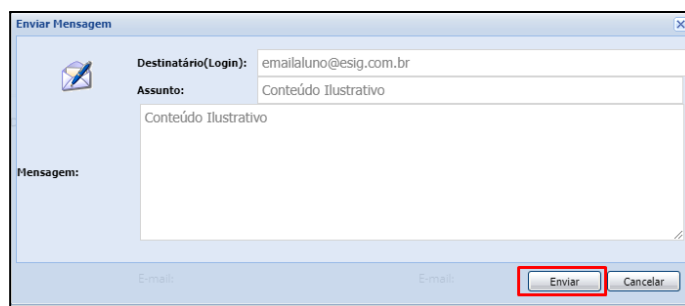 Enviar Mensagem
Destinatário(Login): emailaluno@esig.com.br
Assunto: Conteúdo Ilustrativo
Conteúdo Ilustrativo
Mensagem:
E-mail: E-mail:
Enviar Cancelar